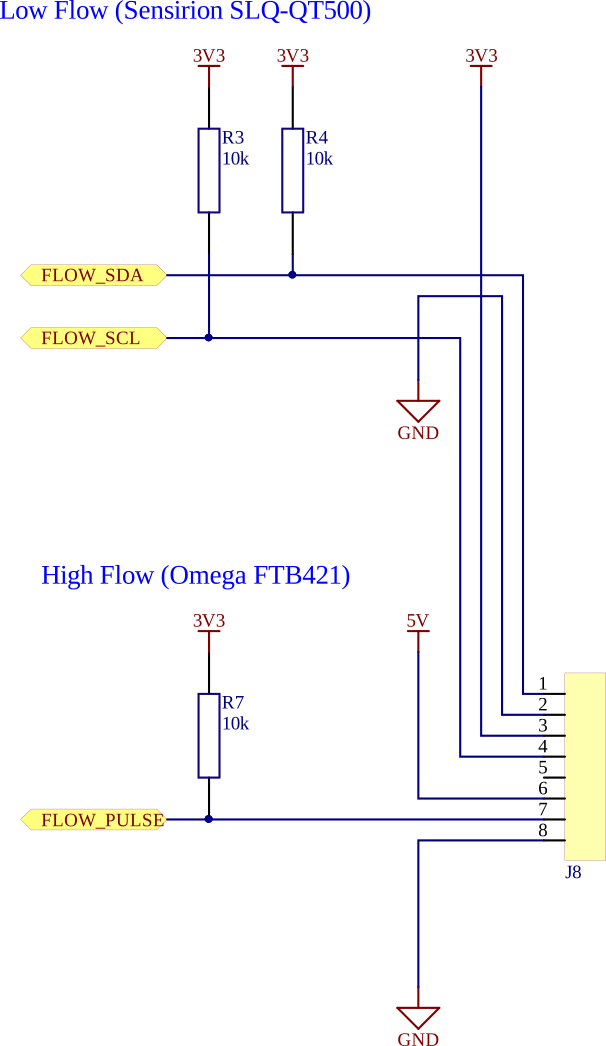 Low Flow (Sensirion SLQ-QT500)
3V3 3V3 3V3
R3 R4
10k 10k
FLOW_SDA
FLOW_SCL
GND
High Flow (Omega FTB421)
3V3 5V
R7
10k
1
2
3
4
5
6
7
FLOW_PULSE
8
J8
GND